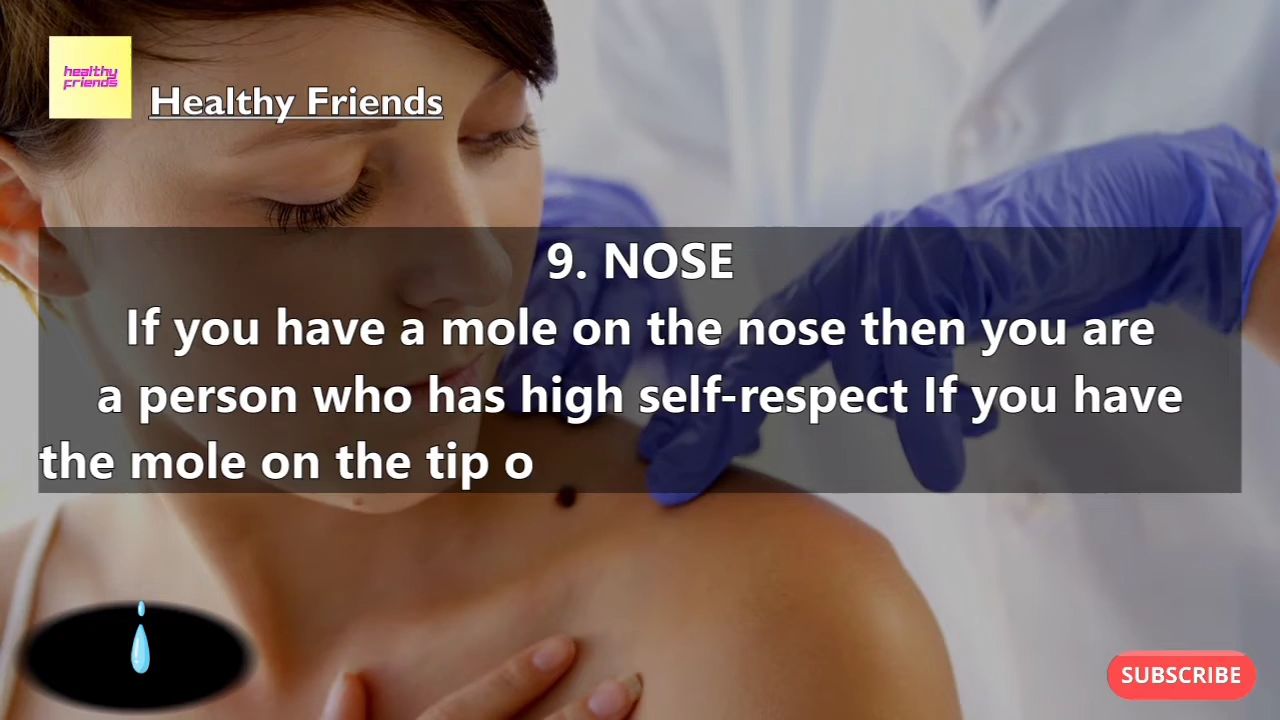 healthy
friends
Healthy Friends
9. NOSE
If you have a mole on the nose then you are
a person who has high self-respect If you have
the mole on the tip o
SUBSCRIBE